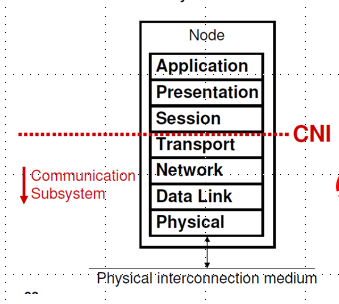 Node
Application
Presentation
Session
CNI
Transport
Communication
Subsystem
Network
Data Link
Physical
Physical interconnection medium